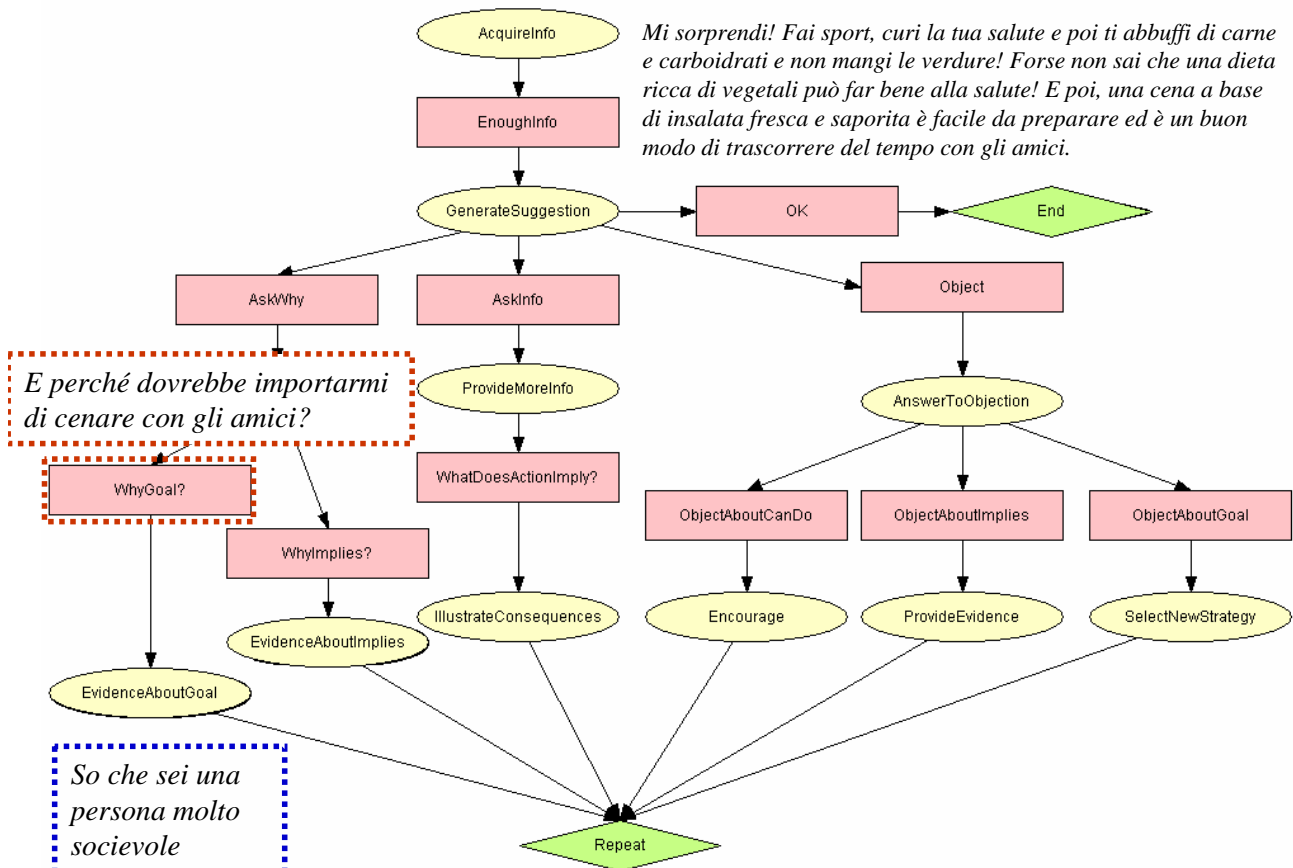 AcquireInfo
Mi sorprendi! Fai sport, curi la tua salute e poi ti abbuffi di carne
e carboidrati e non mangi le verdure! Forse non sai che una dieta
ricca di vegetali può far bene alla salute! E poi, una cena a base
di insalata fresca e saporita è facile da preparare ed è un buon
modo di trascorrere del tempo con gli amici.
EnoughInfo
GenerateSuggestion
OK
End
AskWhy
AskInfo
Object
E perché dovrebbe importarmi
di cenare con gli amici?
ProvideMoreInfo
AnswerToObjection
WhyGoal?
WhatDoesActionImply?
ObjectAboutCanDo
ObjectAboutImplies
ObjectAboutGoal
WhyImplies?
IllustrateConsequences
Encourage
ProvideEvidence
SelectNewStrategy
EvidenceAboutImplies
EvidenceAboutGoal
So che sei una
persona molto
socievole
Repeat